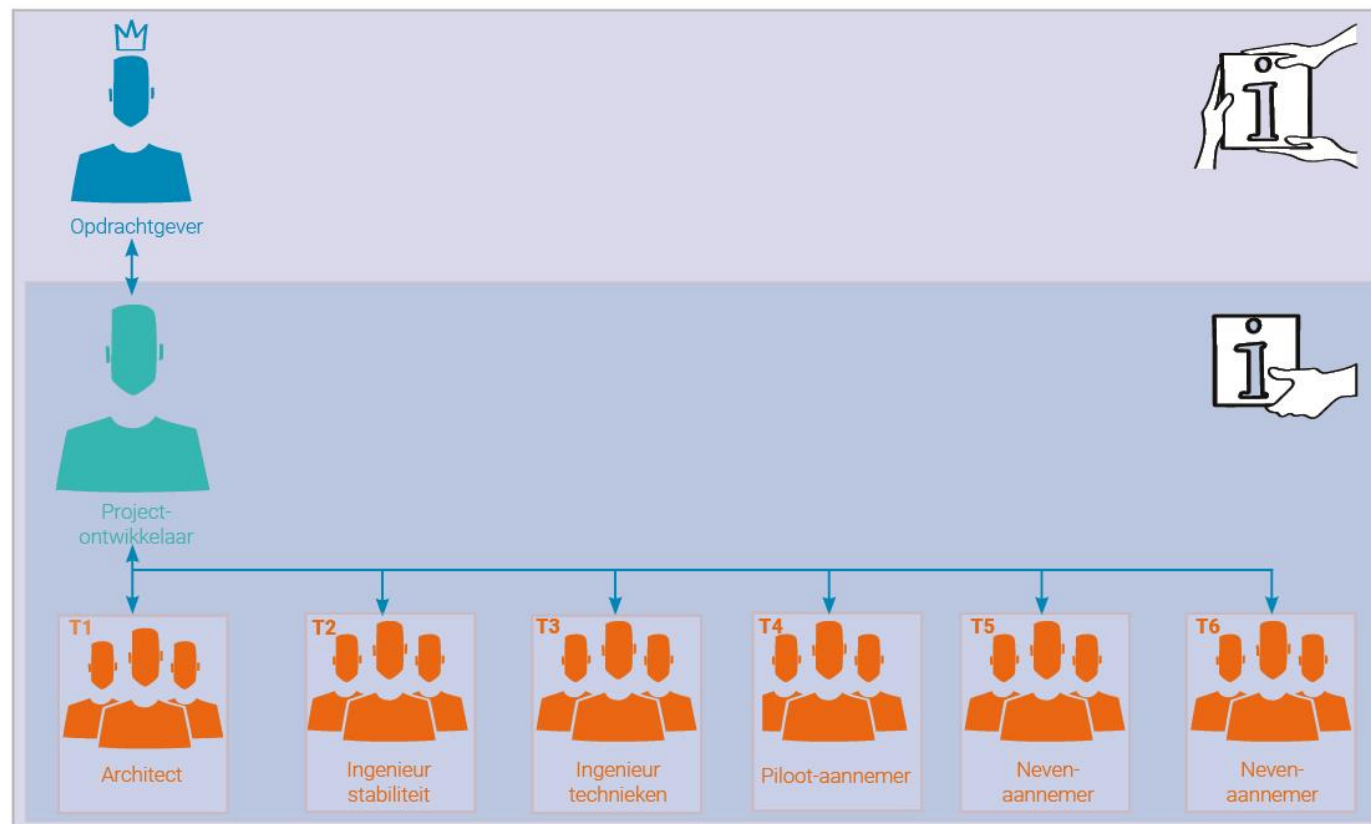 i
Opdrachtgever
i
Project-
ontwikkelaar
T1
T2
T3
T4
T5
T6
Architect
Ingenieur
stabiliteit
Ingenieur
technieken
Piloot-aannemer
Neven-
aannemer
Neven-
aannemer